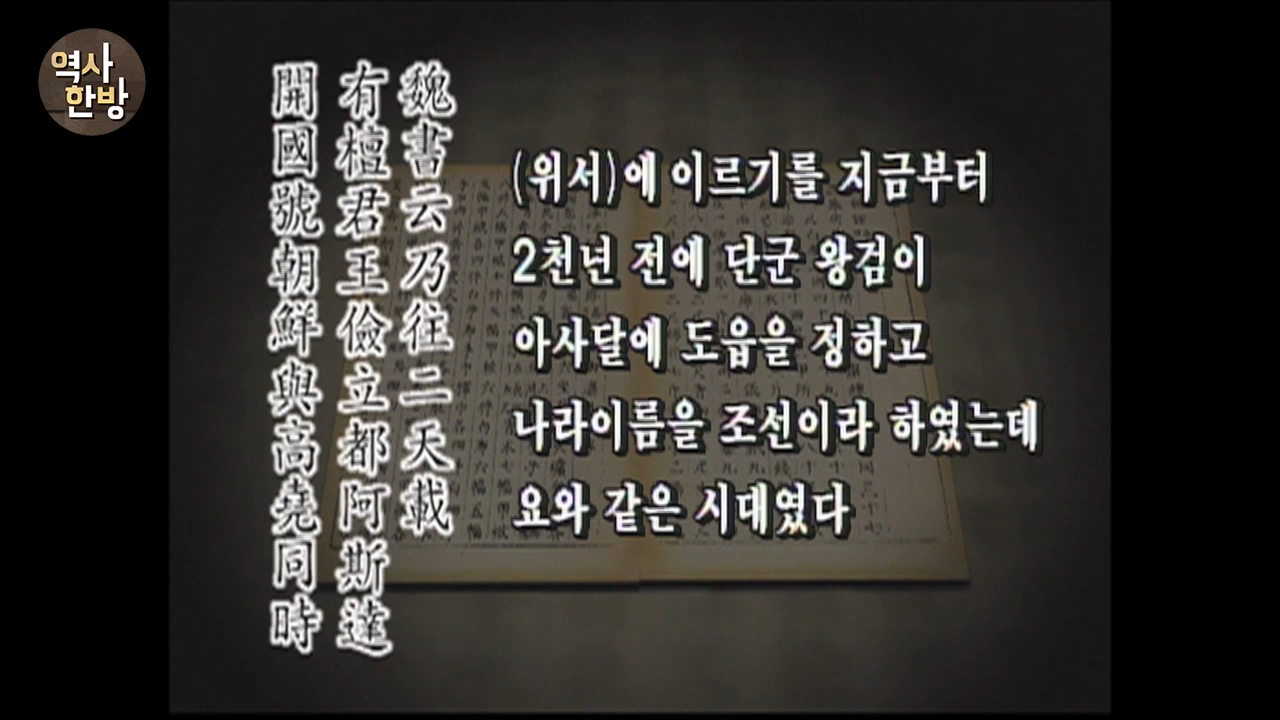 역사
한방
魏書云乃往二天載
有檀君王儉立都阿斯達
開國號朝鮮與高堯同時
(위서)에 이르기를 지금부터
2천년 전에 단군 왕검이
아사달에 도읍을 정하고
나라이름을 조선이라 하였는데
요와 같은 시대였다